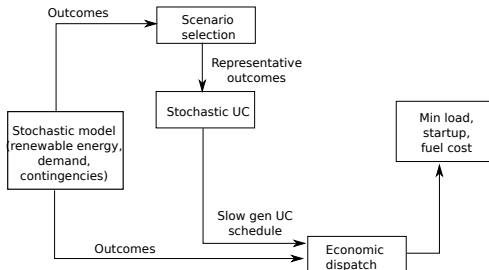 Outcomes
Scenario
selection
Representative
outcomes
Stochastic UC
Stochastic model
(renewable energy,
demand,
contingencies)
Min load,
startup,
fuel cost
Slow gen UC
schedule
Outcomes
Economic
dispatch